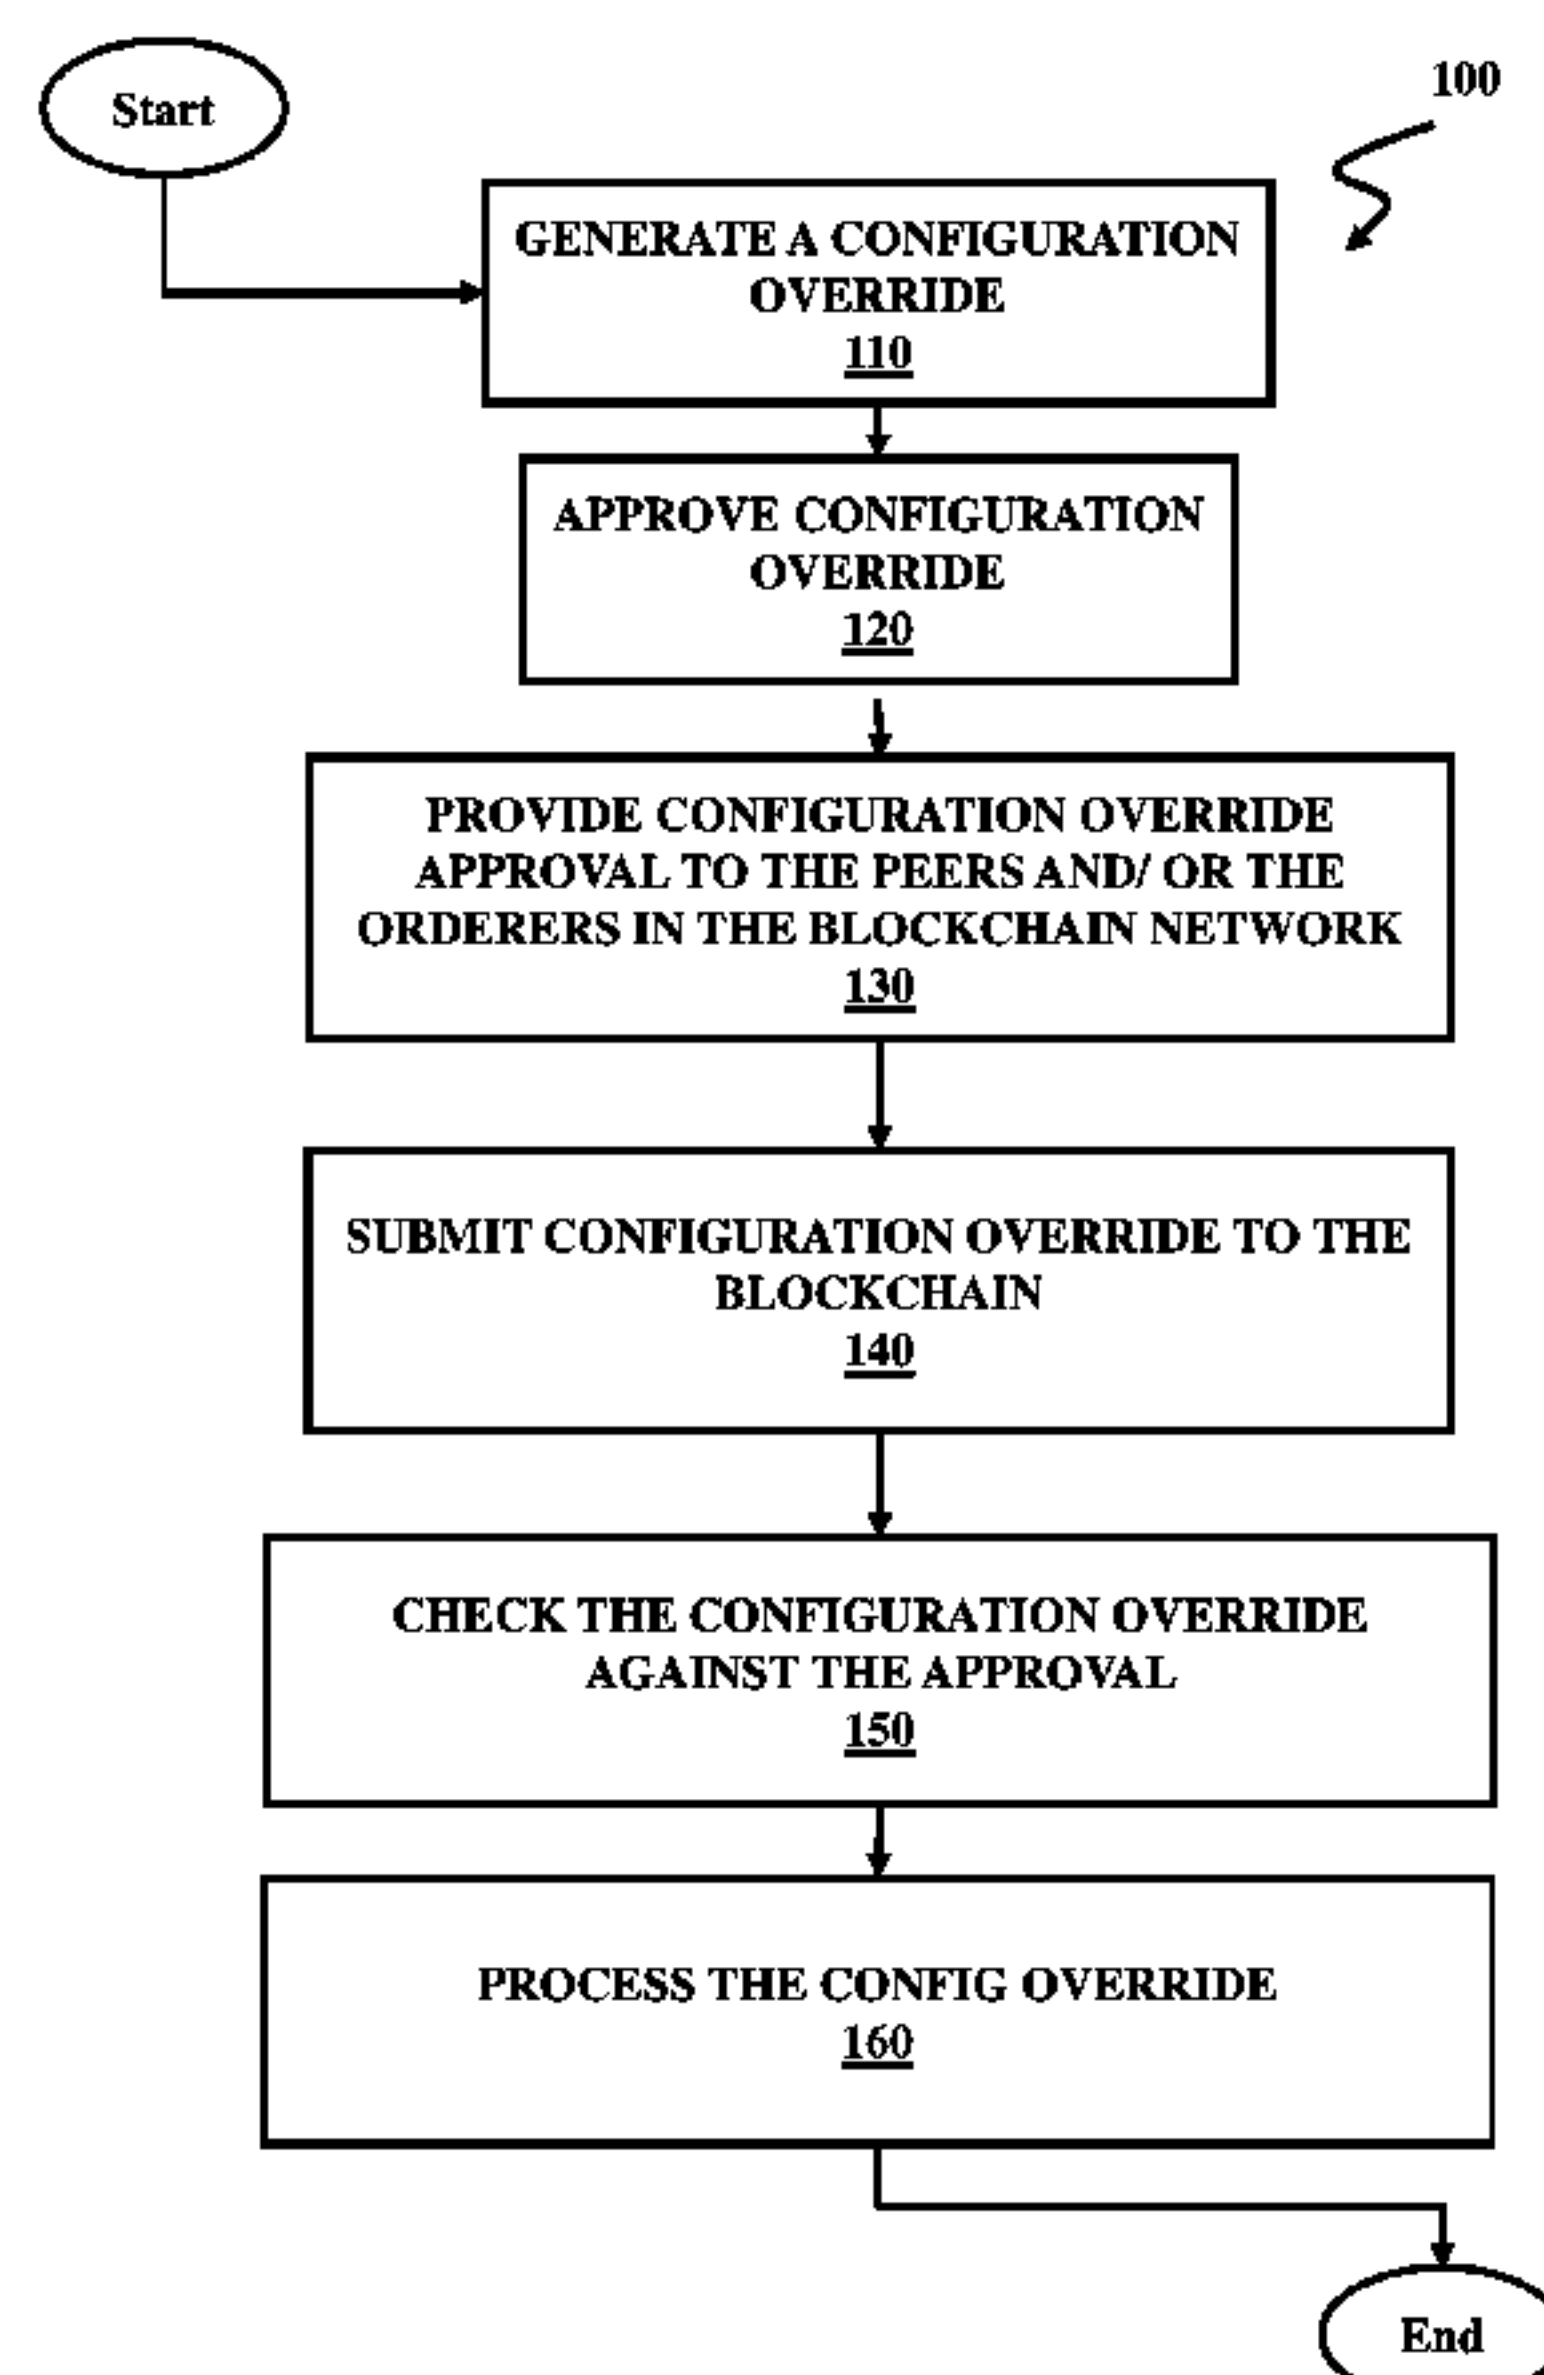 Start
100
GENERATE A CONFIGURATION
OVERRIDE
110
APPROVE CONFIGURATION
OVERRIDE
120
PROVIDE CONFIGURATION OVERRIDE
APPROVAL TO THE PEERS AND/ OR THE
ORDERERS IN THE BLOCKCHAIN NETWORK
130
SUBMIT CONFIGURATION OVERRIDE TO THE
BLOCKCHAIN
140
CHECK THE CONFIGURATION OVERRIDE
AGAINST THE APPROVAL
150
PROCESS THE CONFIG OVERRIDE
160
End